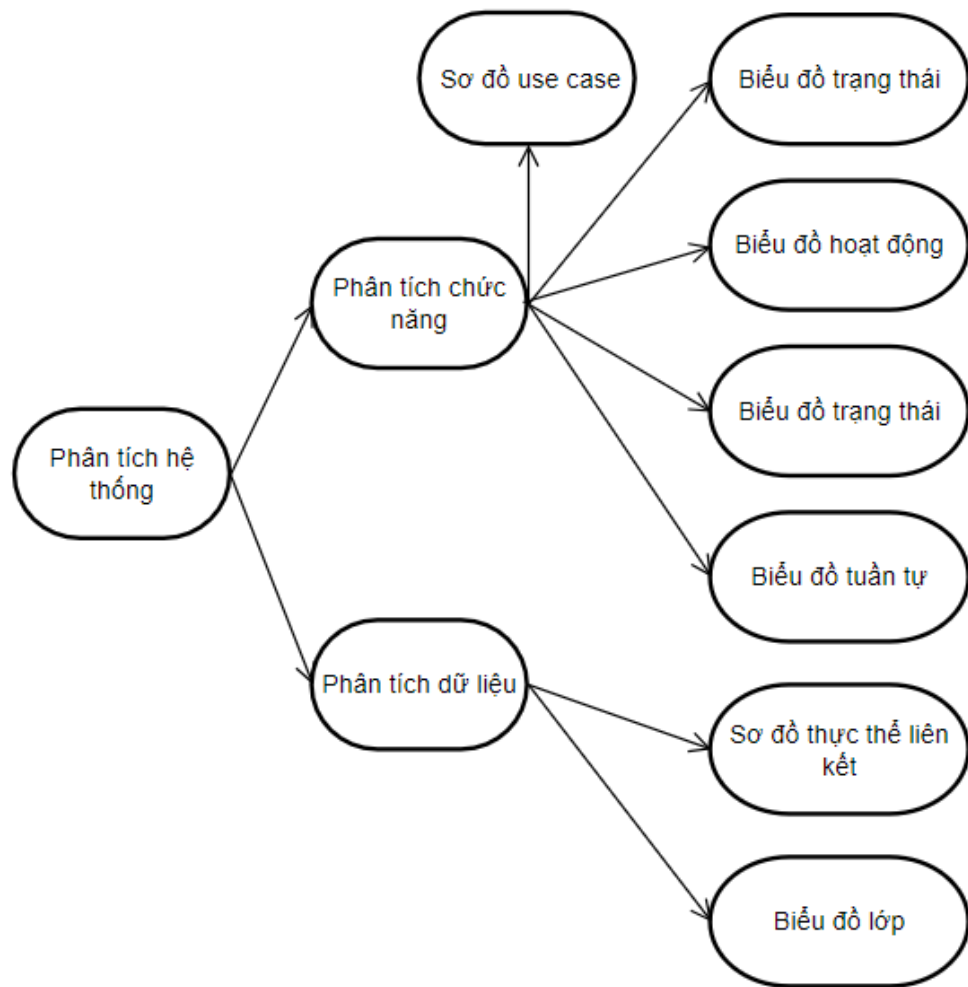 Sơ đồ use case
Biểu đồ trạng thái
Biểu đồ hoạt động
Phân tích chức
năng
Biểu đồ trạng thái
Phân tích hệ
thống
Biểu đồ tuần tự
Phân tích dữ liệu
Sơ đồ thực thể liên
kết
Biểu đồ lớp